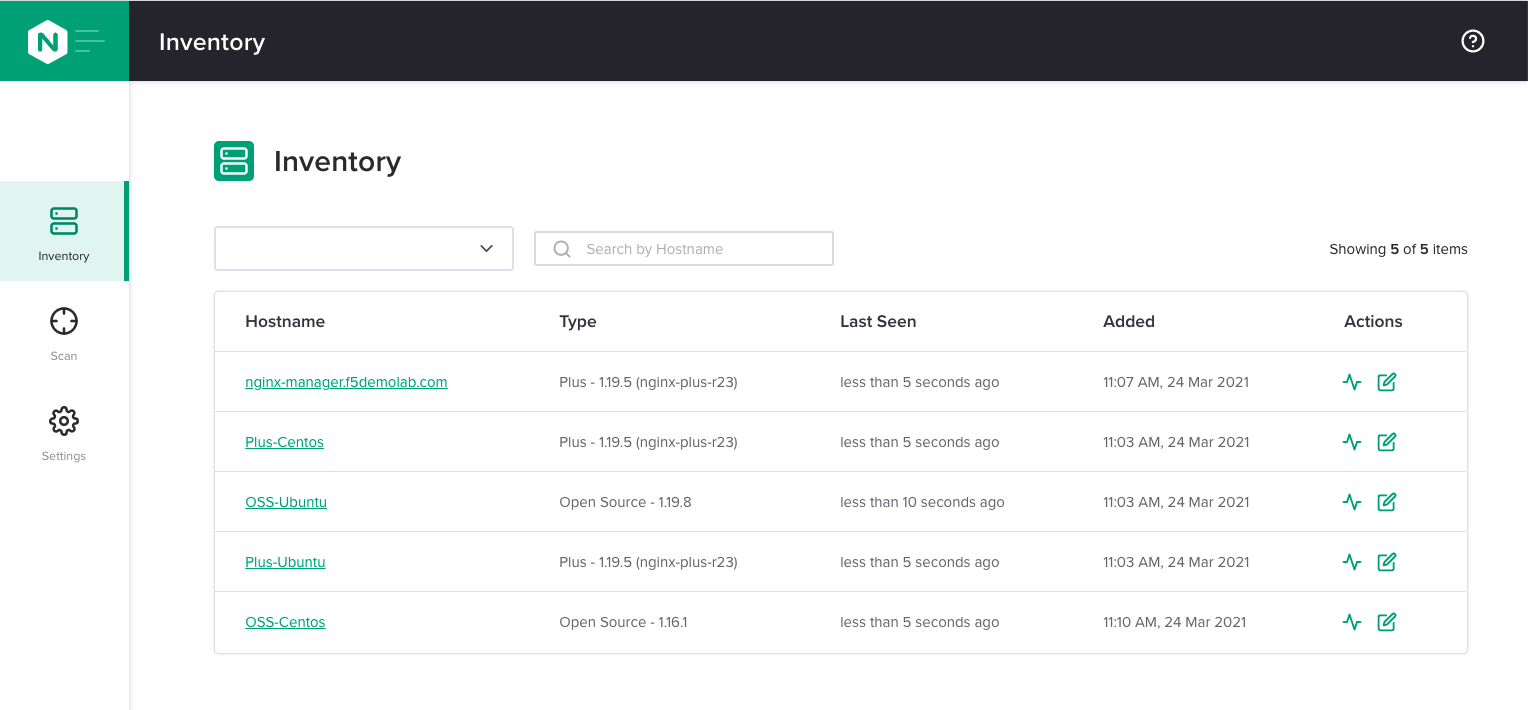 N Inventory
Inventory
Search by Hostname Showing 5 of 5 items
Hostname Type Last Seen Added Actions
nginx-manager.f5demolab.com Plus - 1.19.5 (nginx-plus-r23) less than 5 seconds ago 11:07 AM, 24 Mar 2021
Plus-Centos Plus - 1.19.5 (nginx-plus-r23) less than 5 seconds ago 11:03 AM, 24 Mar 2021
OSS-Ubuntu Open Source - 1.19.8 less than 10 seconds ago 11:03 AM, 24 Mar 2021
Plus-Ubuntu Plus - 1.19.5 (nginx-plus-r23) less than 5 seconds ago 11:03 AM, 24 Mar 2021
OSS-Centos Open Source - 1.16.1 less than 5 seconds ago 11:10 AM, 24 Mar 2021
Inventory
Scan
Settings